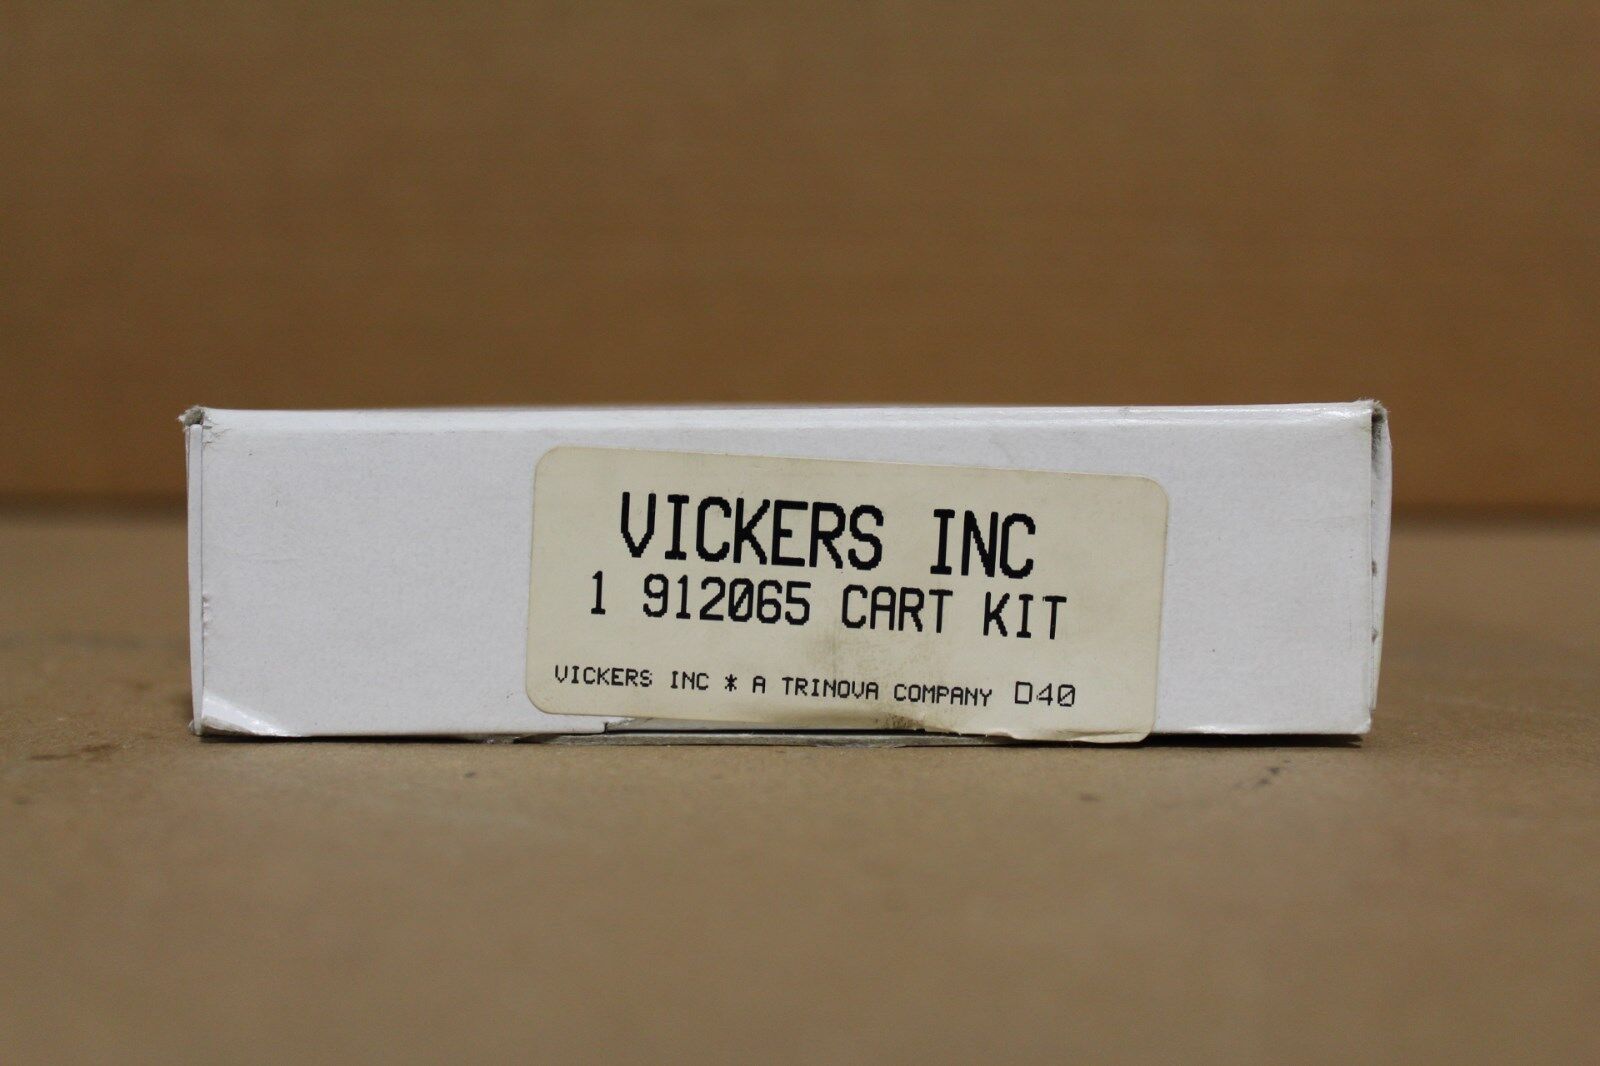 VICKERS INC
1 912065 CART KIT
VICKERS INC * A TRINOVA COMPANY D40